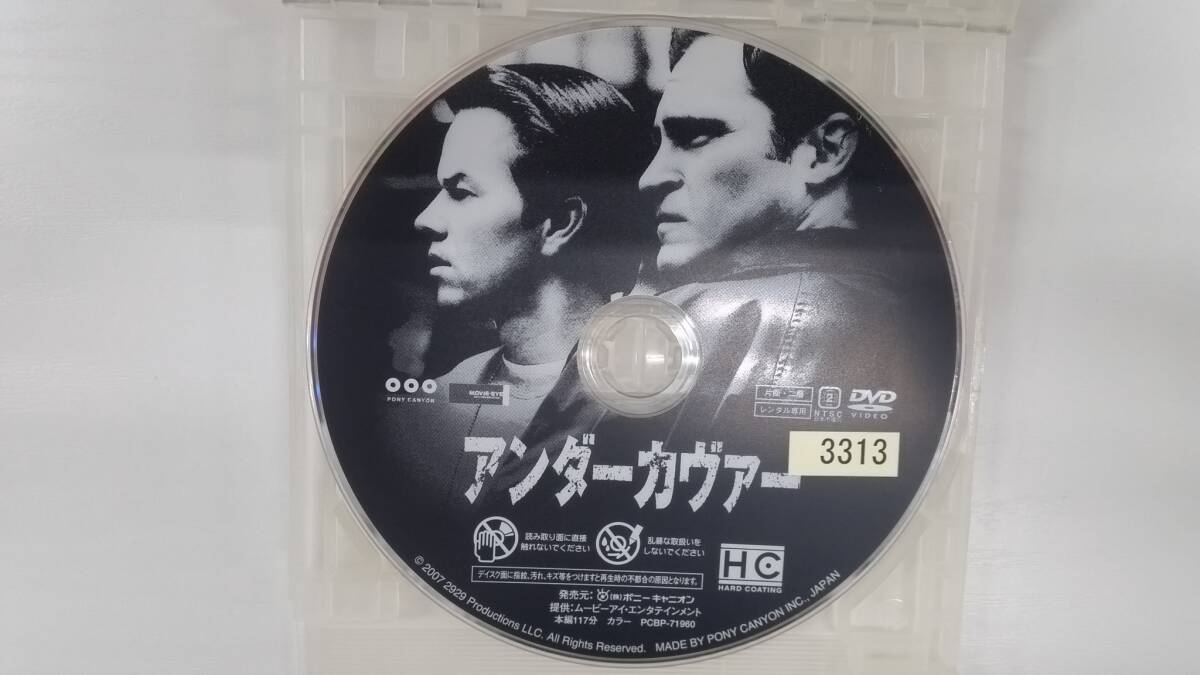 PONY CANYON
MOVIE-EYE
片面・二層
レンタル専用
2
NTSC
日本市場向
DVD
VIDEO
アンダーカヴァー
3313
読み取り面に直接
触れないでください
乱暴な取扱いを
しないでください
HC
HARD COATING
ディスク面に指紋、汚れ、キズ等をつけますと再生時の不都合の原因となります。
発売元: (株)ポニーキャニオン
提供:ムービーアイ・エンタテインメント
本編117分 カラー PCBP-71960
© 2007 2929 Productions LLC. All Rights Reserved. MADE BY PONY CANYON INC., JAPAN